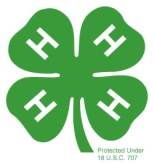 H H
H H
Protected Under
18 U.S.C. 707